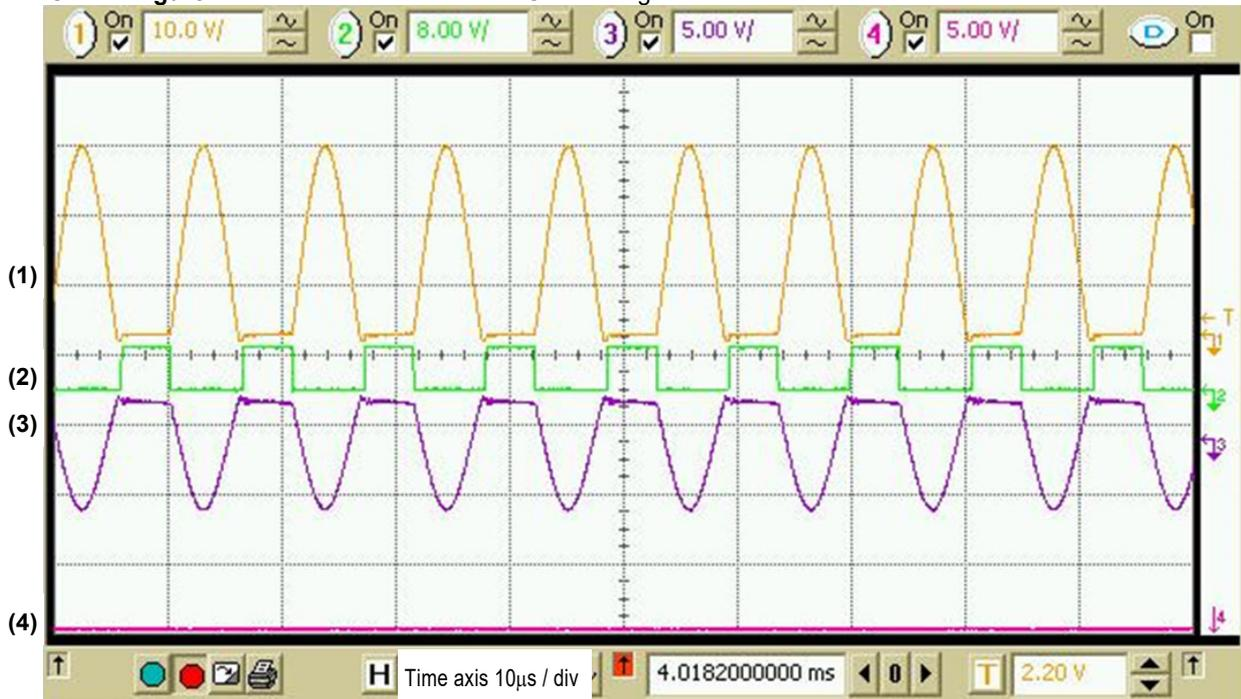 1 On 10.0 V/ 2 On 8.00 V/ 3 On 5.00 V/ 4 On 5.00 V/ D On
(1)
T
1
(2)
2
(3)
3
(4)
4
H Time axis 10μs / div 4.0182000000 ms 0 T 2.20 V